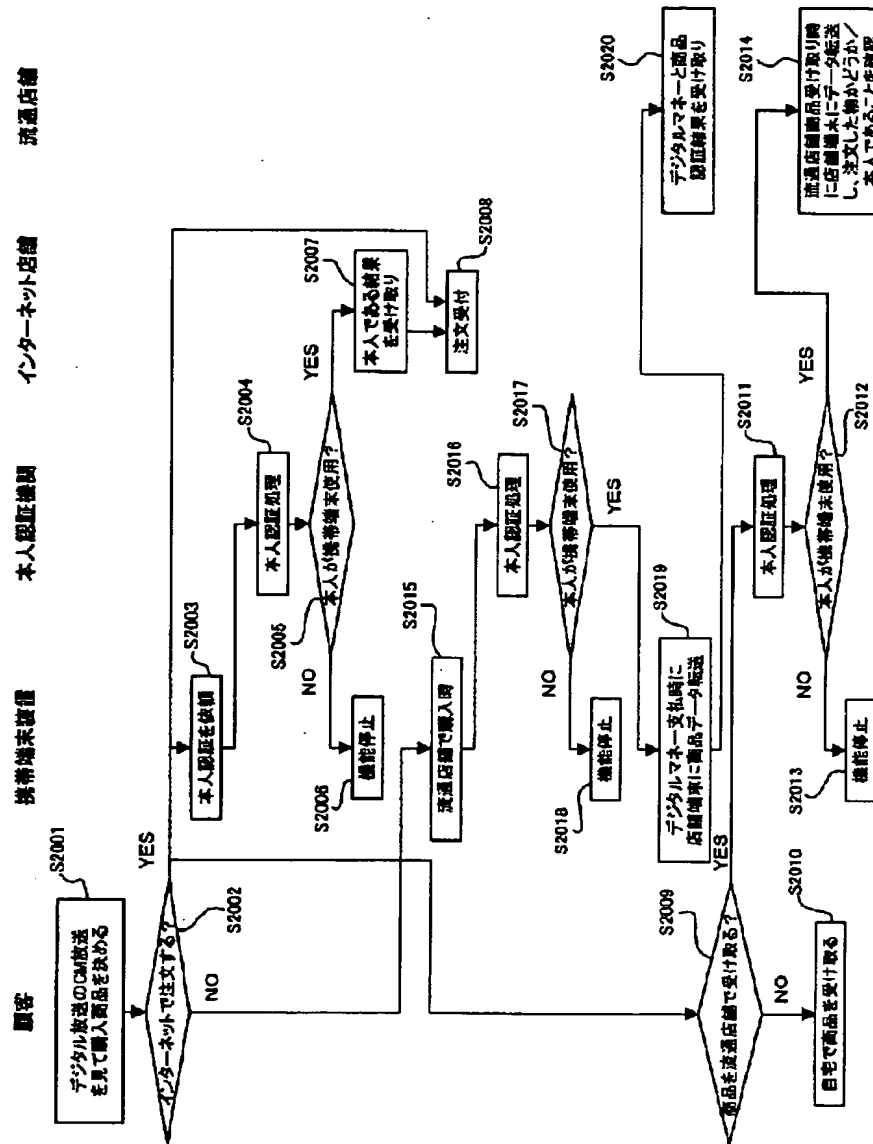 顧客
携帯端末装置
本人認証機関
インターネット店舗
流通店舗
S2001
デジタル放送のCM放送
を見て購入商品を決める
S2002
インターネットで注文する?
YES
NO
S2003
本人認証を依頼
S2004
本人認証処理
S2005
本人が携帯端末使用?
YES
NO
S2006
機能停止
S2007
本人である結果
を受け取り
S2008
注文受付
S2015
流通店舗で購入時
S2016
本人認証処理
S2017
本人が携帯端末使用?
YES
NO
S2018
機能停止
S2019
デジタルマネー支払時に
店舗端末に商品データ転送
S2020
デジタルマネーと商品
認証結果を受け取り
S2009
商品を流通店舗で受け取る?
YES
NO
S2010
自宅で商品を受け取る
S2011
本人認証処理
S2012
本人が携帯端末使用?
YES
NO
S2013
機能停止
S2014
流通店舗商品受け取り時
に店舗端末にデータ転送
し、注文した物かどうか/
本人であることを確認